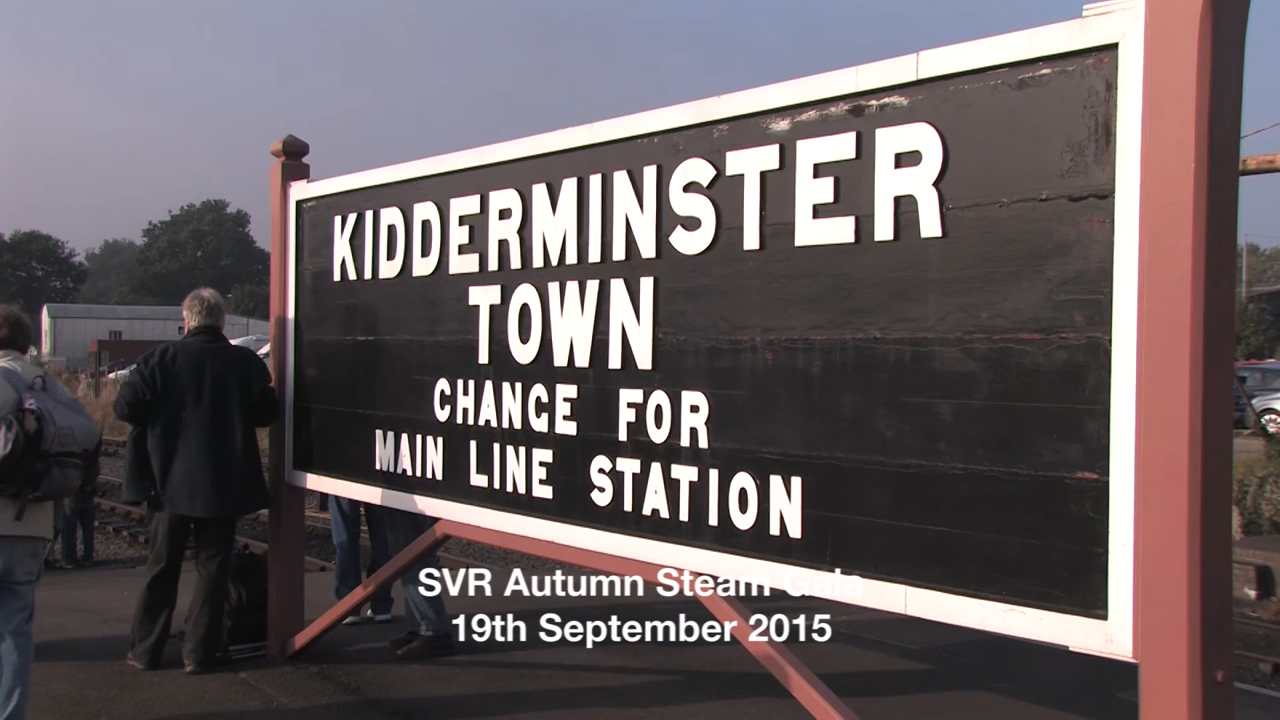 KIDDERMINSTER
TOWN
CHANGE FOR
MAIN LINE STATION
SVR Autumn Steam Gala
19th September 2015